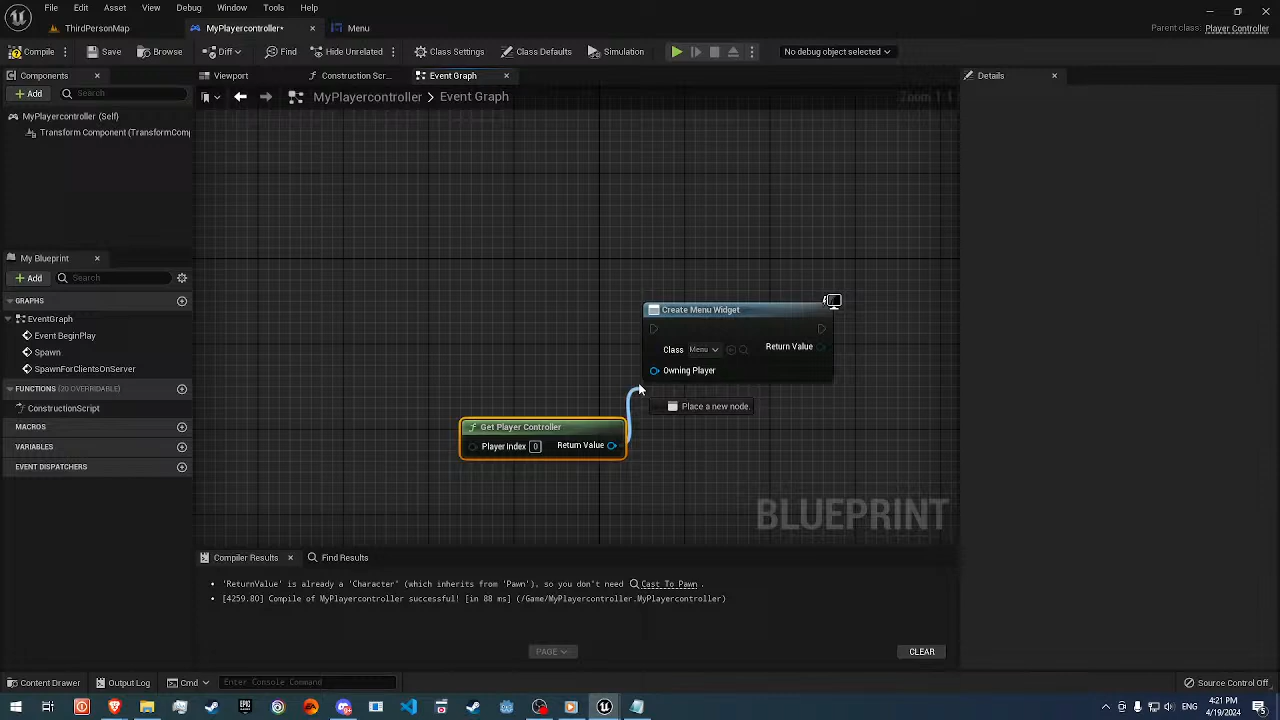 File Edit Asset View Debug Window Tools Help
ThirdPersonMap
MyPlayercontroller*
Menu
Parent class: Player Controller
Compile
Save
Browse
Diff
Find
Hide Unrelated
Class Settings
Class Defaults
Simulation
No debug object selected
Components
Viewport
Construction Scr...
Event Graph
Details
Add
Search
MyPlayercontroller > Event Graph
Zoom 1:1
MyPlayercontroller (Self)
Transform Component (TransformComp
My Blueprint
Add
Search
GRAPHS
EventGraph
Event BeginPlay
Spawn
SpawnForClientsOnServer
FUNCTIONS (20 OVERRIDABLE)
ConstructionScript
MACROS
VARIABLES
EVENT DISPATCHERS
Create Menu Widget
Class Menu
Return Value
Owning Player
Place a new node.
Get Player Controller
Player Index 0
Return Value
BLUEPRINT
Compiler Results
Find Results
'ReturnValue' is already a 'Character' (which inherits from 'Pawn'), so you don't need Cast To Pawn .
[4259.80] Compile of MyPlayercontroller successful! [in 88 ms] (/Game/MyPlayercontroller.MyPlayercontroller)
PAGE
CLEAR
Content Drawer
Output Log
Cmd
Enter Console Command
Source Control Off
EPIC
EA
4:21 PM
4/19/2024